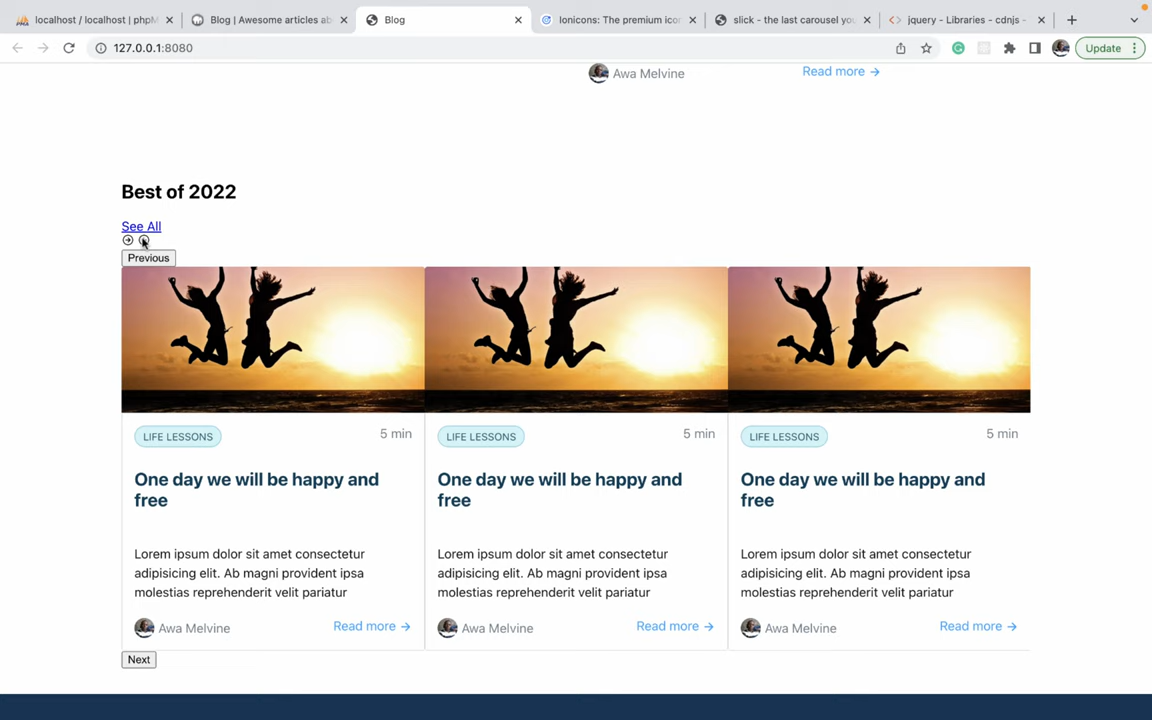 localhost / localhost | phpM
Blog | Awesome articles ab
Blog
Ionicons: The premium icon
slick - the last carousel you
jquery - Libraries - cdnjs -
127.0.0.1:8080
Update
Awa Melvine
Read more →
Best of 2022
See All
Previous
LIFE LESSONS
5 min
One day we will be happy and
free
Lorem ipsum dolor sit amet consectetur
adipisicing elit. Ab magni provident ipsa
molestias reprehenderit velit pariatur
Awa Melvine
Read more →
LIFE LESSONS
5 min
One day we will be happy and
free
Lorem ipsum dolor sit amet consectetur
adipisicing elit. Ab magni provident ipsa
molestias reprehenderit velit pariatur
Awa Melvine
Read more →
LIFE LESSONS
5 min
One day we will be happy and
free
Lorem ipsum dolor sit amet consectetur
adipisicing elit. Ab magni provident ipsa
molestias reprehenderit velit pariatur
Awa Melvine
Read more →
Next